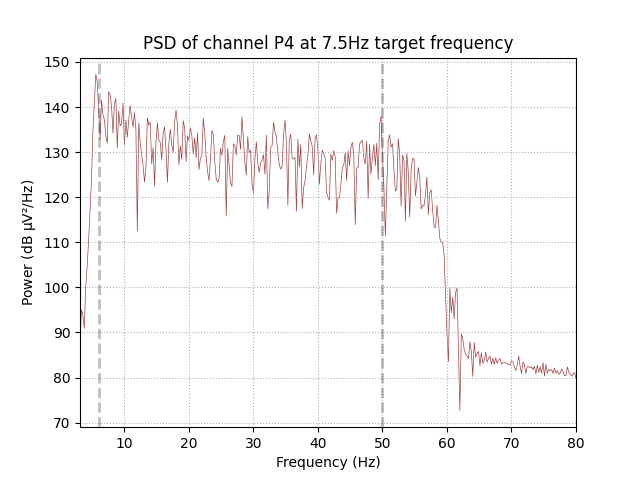 PSD of channel P4 at 7.5Hz target frequency
Power (dB µV²/Hz)
150
140
130
120
110
100
90
80
70
10 20 30 40 50 60 70 80
Frequency (Hz)